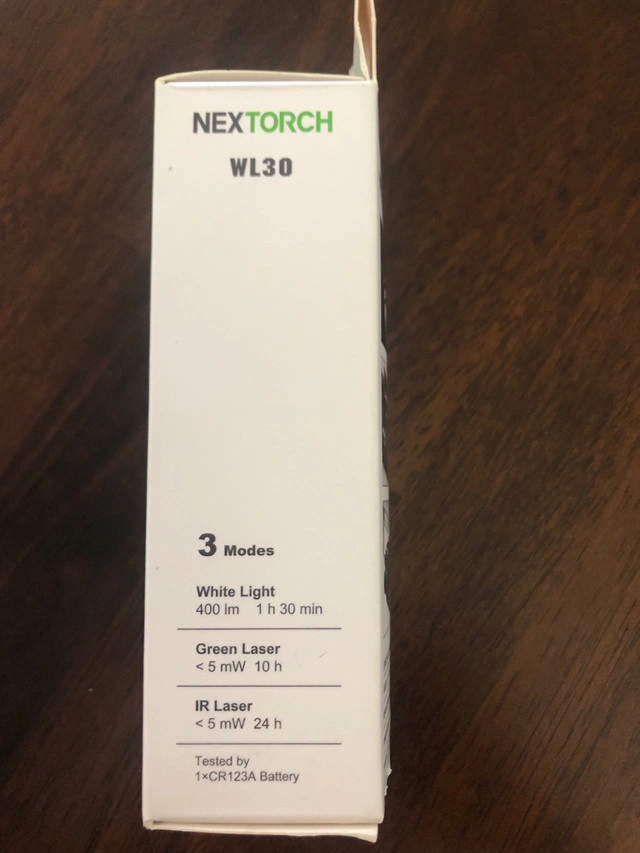 NEXTORCH
WL30
3 Modes
White Light
400 lm 1 h 30 min
Green Laser
< 5 mW 10 h
IR Laser
< 5 mW 24 h
Tested by
1×CR123A Battery